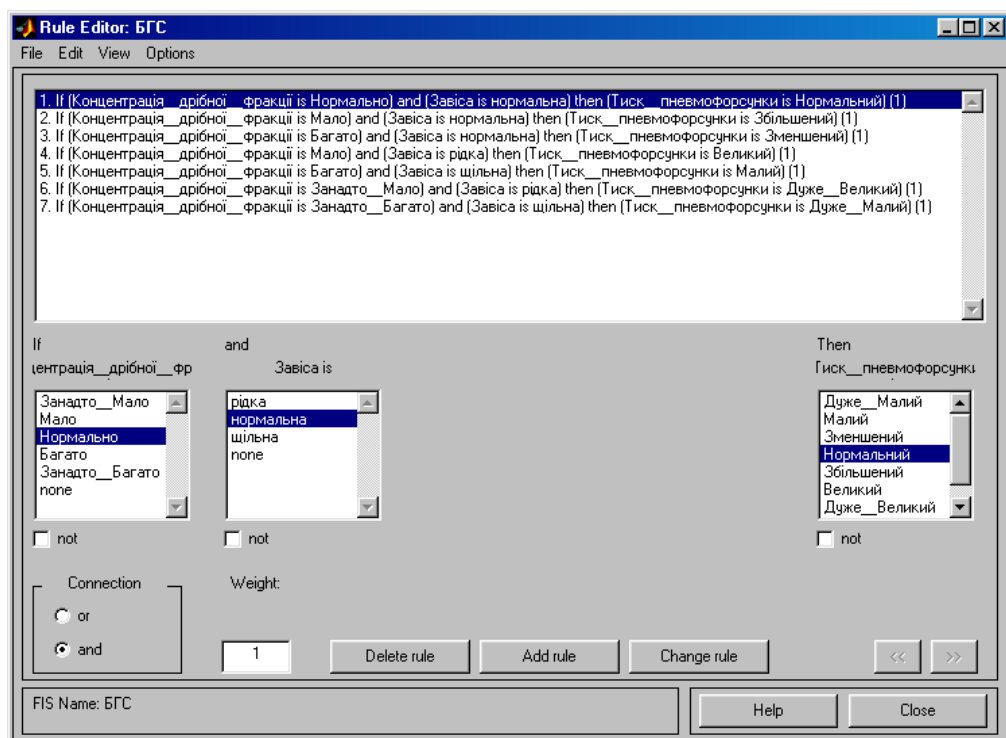 Rule Editor: БГС
File Edit View Options
1. If (Концентрація__дрібної__фракції is Нормально) and (Завіса is нормальна) then (Тиск__пневмофорсунки is Нормальний) (1)
2. If (Концентрація__дрібної__фракції is Мало) and (Завіса is нормальна) then (Тиск__пневмофорсунки is Збільшений) (1)
3. If (Концентрація__дрібної__фракції is Багато) and (Завіса is нормальна) then (Тиск__пневмофорсунки is Зменшений) (1)
4. If (Концентрація__дрібної__фракції is Мало) and (Завіса is рідка) then (Тиск__пневмофорсунки is Великий) (1)
5. If (Концентрація__дрібної__фракції is Багато) and (Завіса is щільна) then (Тиск__пневмофорсунки is Малий) (1)
6. If (Концентрація__дрібної__фракції is Занадто__Мало) and (Завіса is рідка) then (Тиск__пневмофорсунки is Дуже__Великий) (1)
7. If (Концентрація__дрібної__фракції is Занадто__Багато) and (Завіса is щільна) then (Тиск__пневмофорсунки is Дуже__Малий) (1)
If and Then
центрація__дрібної__фр Завіса is Тиск__пневмофорсунки
Занадто__Мало
Мало
Нормально
Багато
Занадто__Багато
none
рідка
нормальна
щільна
none
Дуже__Малий
Малий
Зменшений
Нормальний
Збільшений
Великий
Дуже__Великий
not not not
Connection
or
and
Weight:
1
Delete rule Add rule Change rule << >>
FIS Name: БГС
Help Close